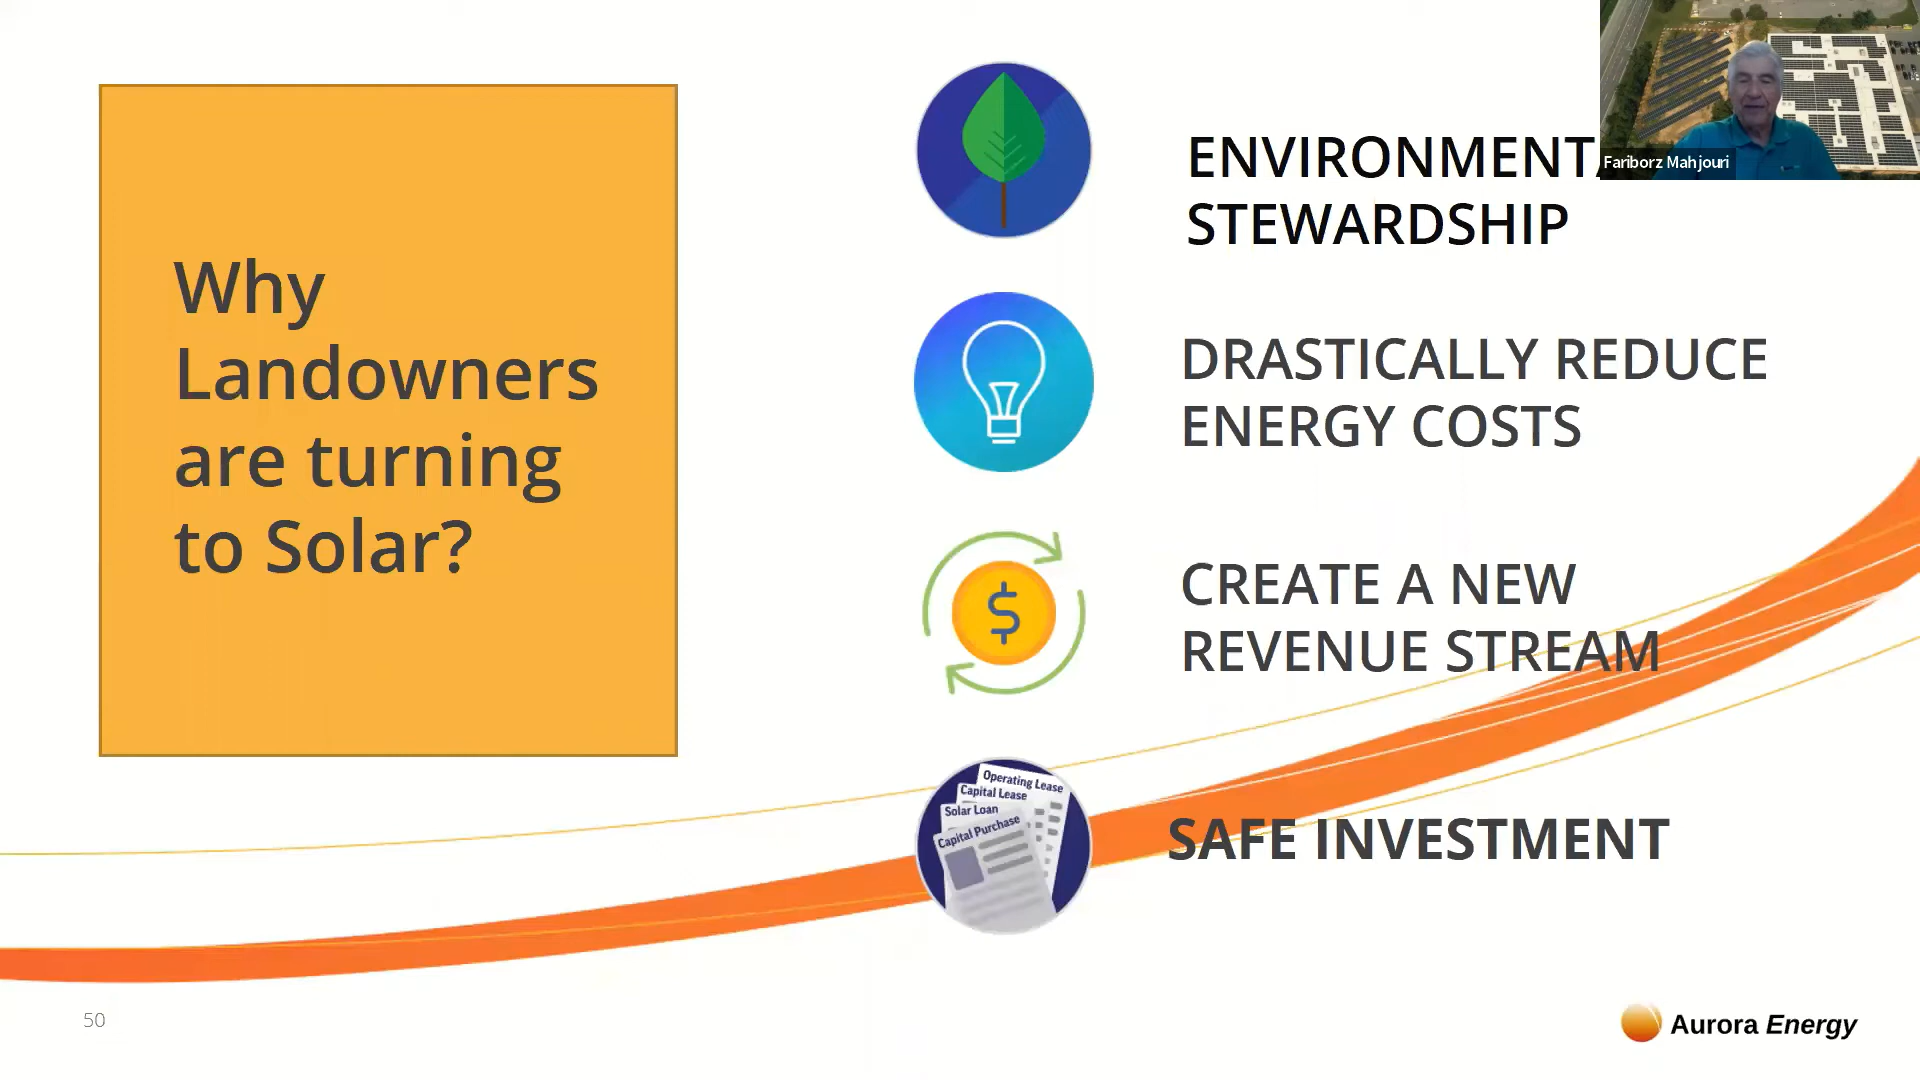 Why
Landowners
are turning
to Solar?
ENVIRONMENT
STEWARDSHIP
DRASTICALLY REDUCE
ENERGY COSTS
CREATE A NEW
REVENUE STREAM
Operating Lease
Capital Lease
Solar Loan
Capital Purchase
SAFE INVESTMENT
Fariborz Mahjouri
50
Aurora Energy